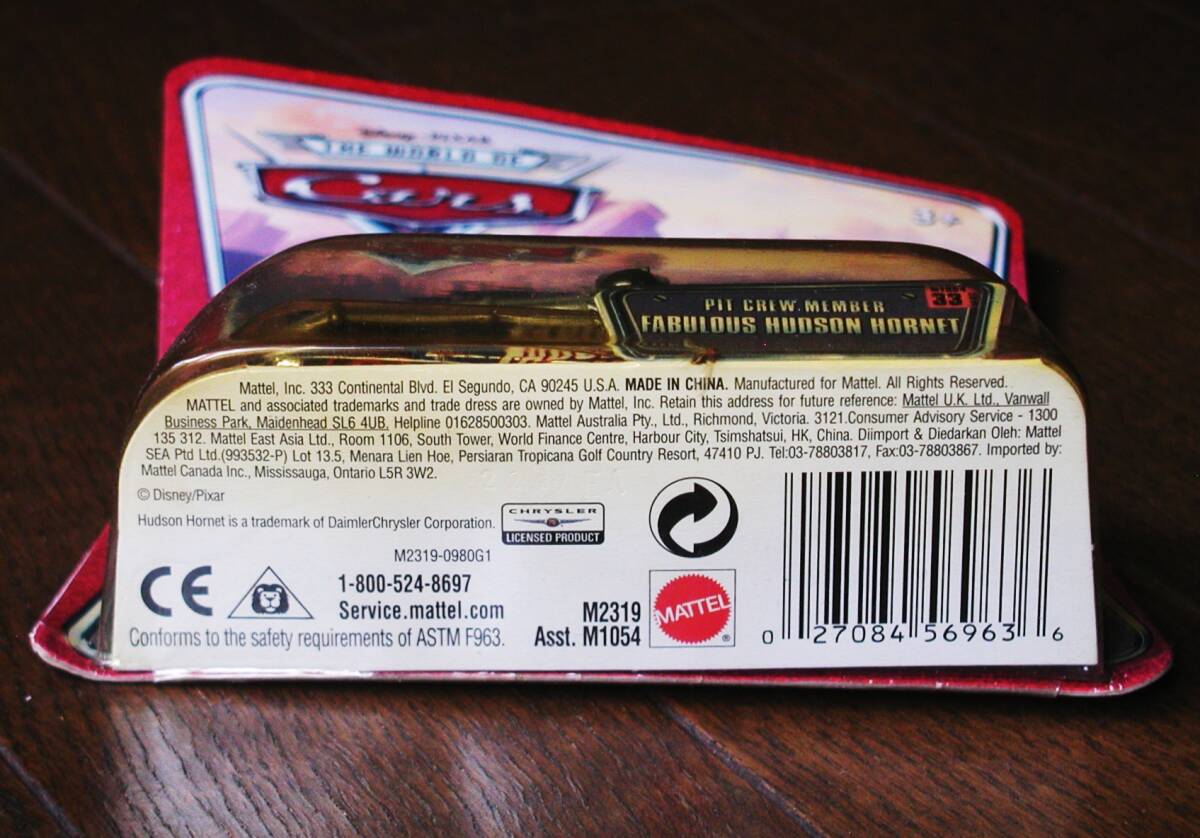 Disney · PIXAR
THE WORLD OF
Cars
3+
PIT CREW MEMBER
33
FABULOUS HUDSON HORNET
Mattel, Inc. 333 Continental Blvd. El Segundo, CA 90245 U.S.A. MADE IN CHINA. Manufactured for Mattel. All Rights Reserved.
MATTEL and associated trademarks and trade dress are owned by Mattel, Inc. Retain this address for future reference: Mattel U.K. Ltd., Vanwall
Business Park, Maidenhead SL6 4UB. Helpline 01628500303. Mattel Australia Pty., Ltd., Richmond, Victoria. 3121.Consumer Advisory Service - 1300
135 312. Mattel East Asia Ltd., Room 1106, South Tower, World Finance Centre, Harbour City, Tsimshatsui, HK, China. Diimport & Diedarkan Oleh: Mattel
SEA Ptd Ltd.(993532-P) Lot 13.5, Menara Lien Hoe, Persiaran Tropicana Golf Country Resort, 47410 PJ. Tel:03-78803817, Fax:03-78803867. Imported by:
Mattel Canada Inc., Mississauga, Ontario L5R 3W2.
© Disney/Pixar
Hudson Hornet is a trademark of DaimlerChrysler Corporation.
CHRYSLER
LICENSED PRODUCT
M2319-0980G1
CE
1-800-524-8697
Service.mattel.com
Conforms to the safety requirements of ASTM F963.
M2319
Asst. M1054
MATTEL
®
0 27084 56963 6